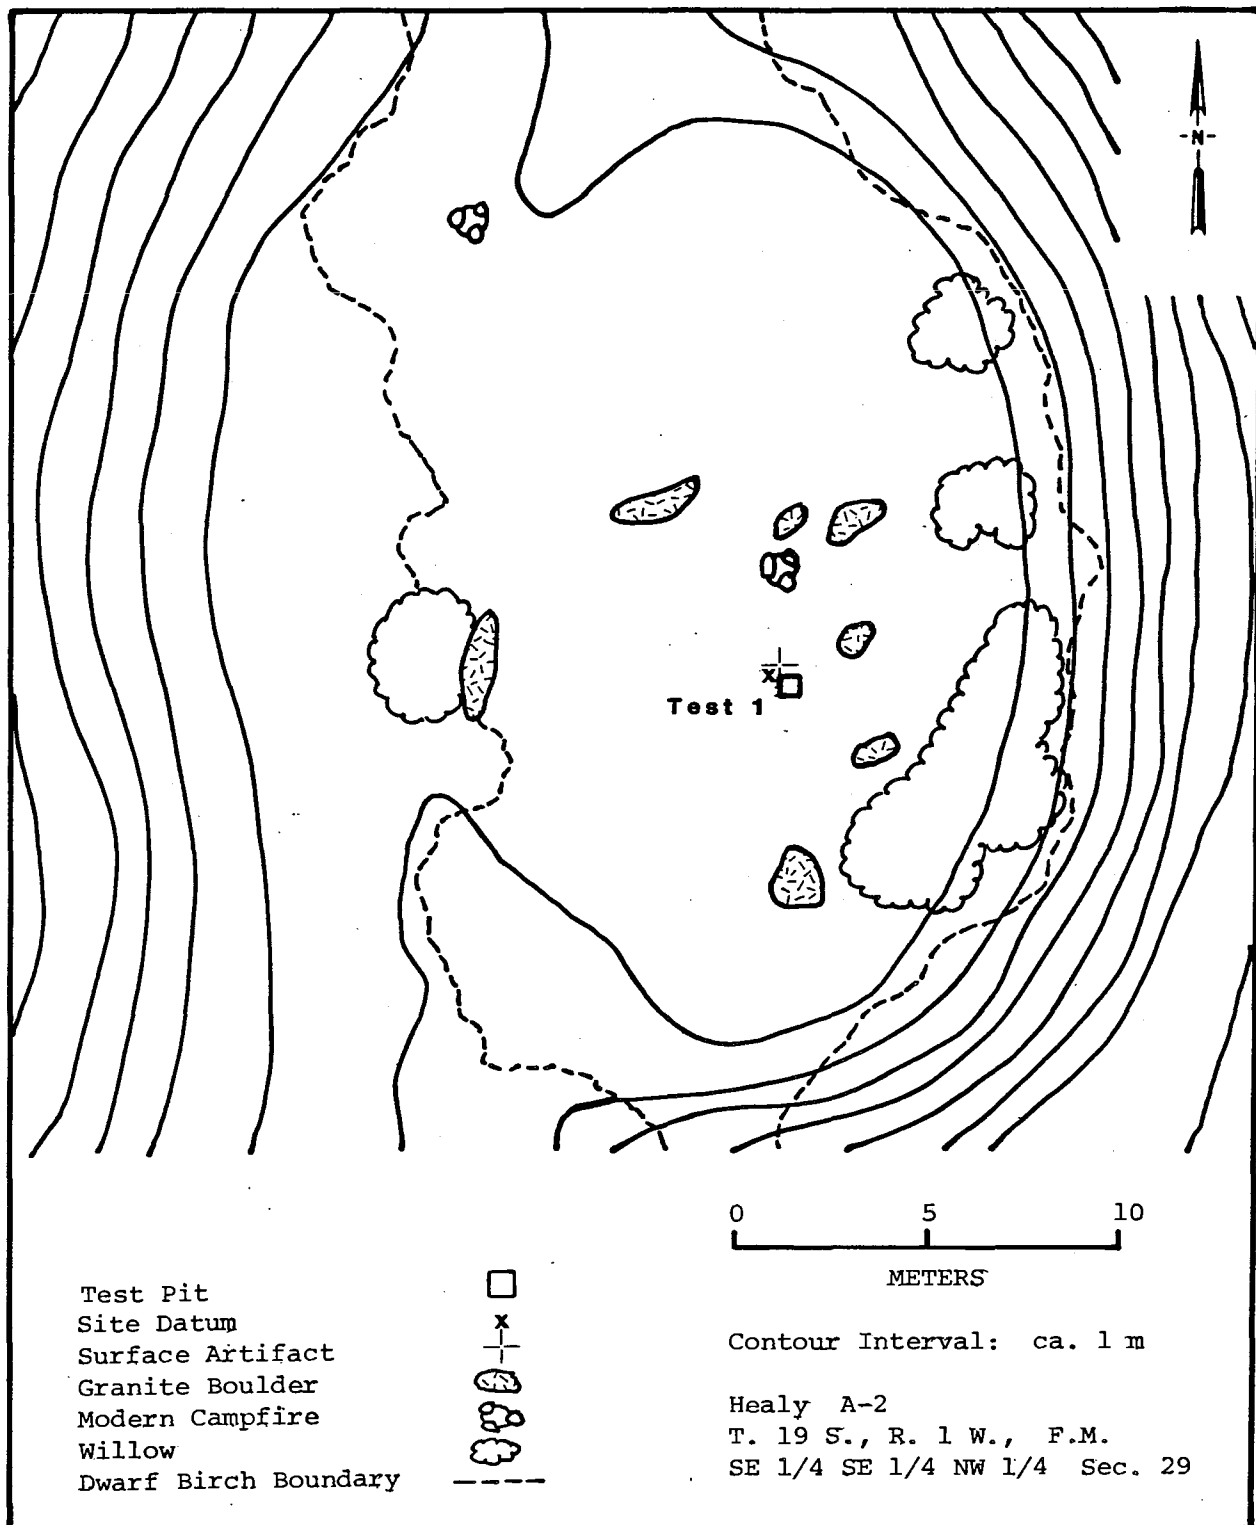 N
Test 1
x
0 5 10
METERS
Test Pit
Site Datum x
Surface Artifact
Granite Boulder
Modern Campfire
Willow
Dwarf Birch Boundary
Contour Interval: ca. 1 m
Healy A-2
T. 19 S., R. 1 W., F.M.
SE 1/4 SE 1/4 NW 1/4 Sec. 29